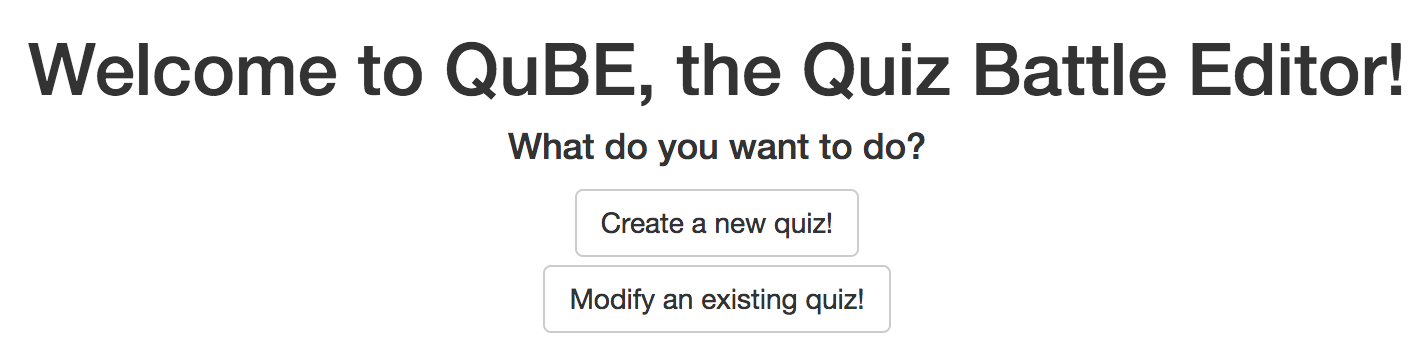 Welcome to QuBE, the Quiz Battle Editor!
What do you want to do?
Create a new quiz!
Modify an existing quiz!